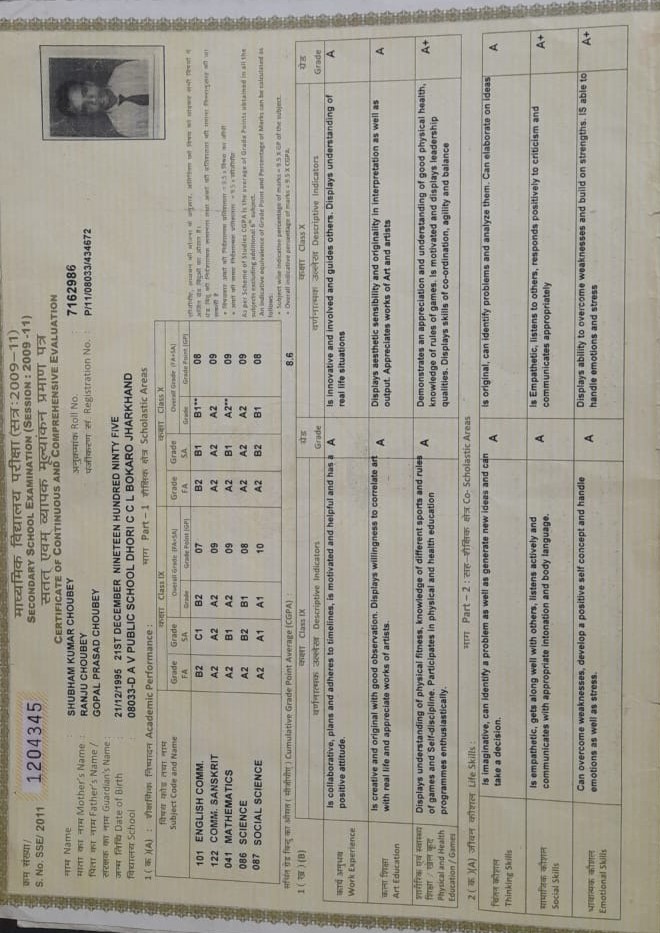 माध्यमिक विद्यालय परीक्षा (सत्र:2009-11)
क्रम संख्या/
S. No. SSE/ 2011 1204345
SECONDARY SCHOOL EXAMINATION (SESSION : 2009 -11)
सतत् एवम् व्यापक मूल्यांकन प्रमाण पत्र
CERTIFICATE OF CONTINUOUS AND COMPREHENSIVE EVALUATION
नाम Name SHUBHAM KUMAR CHOUBEY अनुक्रमांक Roll No. 7162986
माता का नाम Mother's Name : RANJU CHOUBEY पंजीकरण सं. Registration No. : P/11/08033/434672
पिता का नाम Father's Name / GOPAL PRASAD CHOUBEY
संरक्षक का नाम Guardian's Name :
जन्म तिथि Date of Birth 21/12/1995 21ST DECEMBER NINETEEN HUNDRED NINTY FIVE
विद्यालय School 08033-D A V PUBLIC SCHOOL DHORI C C L BOKARO JHARKHAND
1 (क )(A) : शैक्षणिक निष्पादन Academic Performance : भाग Part-1 शैक्षिक क्षेत्र Scholastic Areas
विषय कोड तथा नाम कक्षा Class IX कक्षा Class X
Subject Code and Name Grade FA Grade SA Overall Grade (FA+SA) Grade FA Grade SA Overall Grade (FA+SA)
Grade Grade Point (GP) Grade Grade Point (GP)
101 ENGLISH COMM. B2 C1 B2 07 B2 B1 B1** 08
122 COMM. SANSKRIT A2 A2 A2 09 A2 A2 A2 09
041 MATHEMATICS A2 B1 A2 09 A2 B1 A2** 09
086 SCIENCE A2 B2 B1 08 A2 A2 A2 09
087 SOCIAL SCIENCE A2 A1 A1 10 A2 B2 B1 08
As per Scheme of Studies CGPA is the average of Grade Points obtained in all the
subjects excluding additional 6th subject.
An indicative equivalence of Grade Point and Percentage of Marks can be calculated as
follows:
• Subject wise indicative percentage of marks = 9.5 X GP of the subject.
• Overall indicative percentage of marks = 9.5 X CGPA.
संचित ग्रेड बिन्दु का औसत ( सीजीपीए ) Cumulative Grade Point Average (CGPA) : 8.6
1 ( ख ) (B) कक्षा Class IX ग्रेड कक्षा Class X ग्रेड
वर्णनात्मक उल्लेख Descriptive Indicators Grade वर्णनात्मक उल्लेख Descriptive Indicators Grade
कार्य अनुभव
Work Experience
Is collaborative, plans and adheres to timelines, is motivated and helpful and has a
positive attitude.
A
Is innovative and involved and guides others. Displays understanding of
real life situations
A
कला शिक्षा
Art Education
Is creative and original with good observation. Displays willingness to correlate art
with real life and appreciate works of artists.
A
Displays aesthetic sensibility and originality in interpretation as well as
output. Appreciates works of Art and artists
A
शारीरिक एवं स्वास्थ्य
शिक्षा / खेल कूद
Physical and Health
Education / Games
Displays understanding of physical fitness, knowledge of different sports and rules
of games and Self-discipline. Participates in physical and health education
programmes enthusiastically.
A
Demonstrates an appreciation and understanding of good physical health,
knowledge of rules of games. Is motivated and displays leadership
qualities. Displays skills of co-ordination, agility and balance
A+
भाग Part-2 : सह-शैक्षिक क्षेत्र Co- Scholastic Areas
2 ( क )(A) जीवन कौशल Life Skills :
चिंतन कौशल
Thinking Skills
Is imaginative, can identify a problem as well as generate new ideas and can
take a decision.
A
Is original, can identify problems and analyze them. Can elaborate on ideas
A
सामाजिक कौशल
Social Skills
Is empathetic, gets along well with others, listens actively and
communicates with appropriate intonation and body language.
A
Is Empathetic, listens to others, responds positively to criticism and
communicates appropriately
A+
भावात्मक कौशल
Emotional Skills
Can overcome weaknesses, develop a positive self concept and handle
emotions as well as stress.
A
Displays ability to overcome weaknesses and build on strengths. IS able to
handle emotions and stress
A+